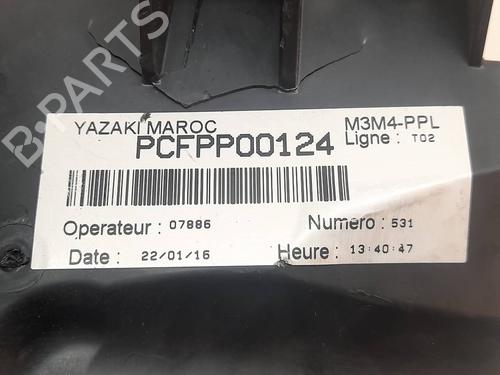 B-PARTS
YAZAKI MAROC M3M4-PPL
PCFPP00124 Ligne : T02
Operateur : 07886 Numero : 531
Date : 22/01/16 Heure : 13:40:47